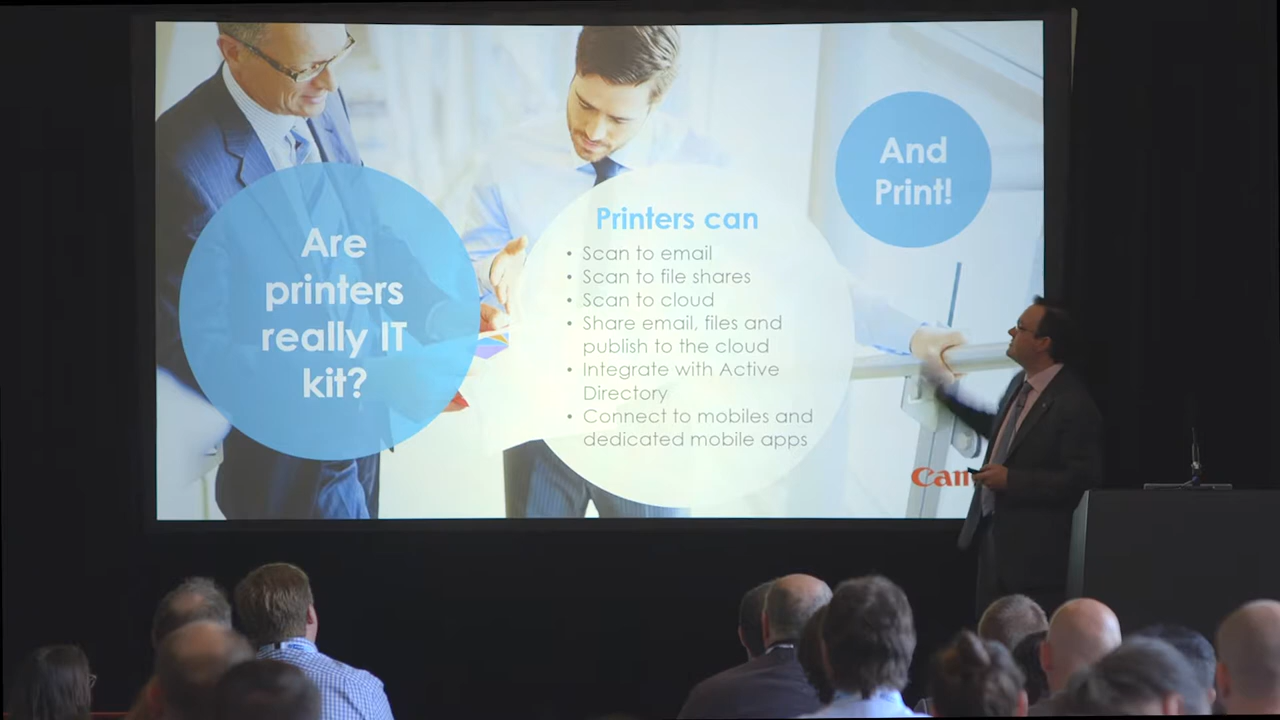 Are
printers
really IT
kit?
Printers can
• Scan to email
• Scan to file shares
• Scan to cloud
• Share email, files and
publish to the cloud
• Integrate with Active
Directory
• Connect to mobiles and
dedicated mobile apps
And
Print!